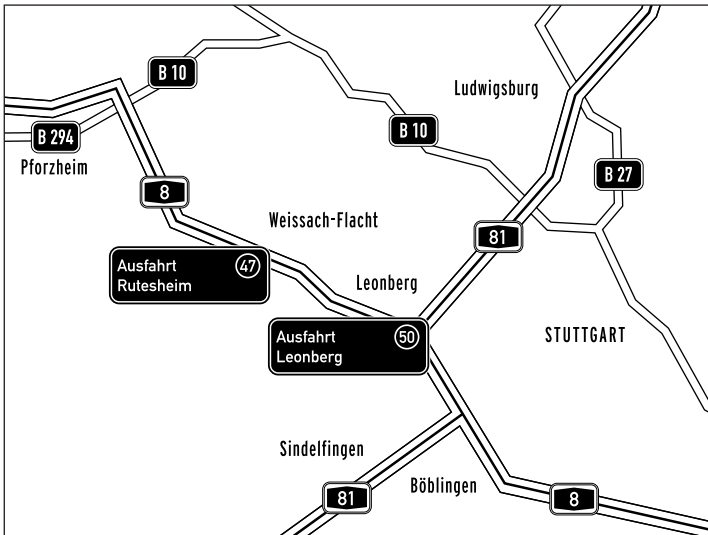 B 10
Ludwigsburg
B 10
B 294
Pforzheim
8
B 27
Weissach-Flacht
81
Ausfahrt 47
Rutesheim
Leonberg
Ausfahrt 50
Leonberg
STUTTGART
Sindelfingen
81
Böblingen
8